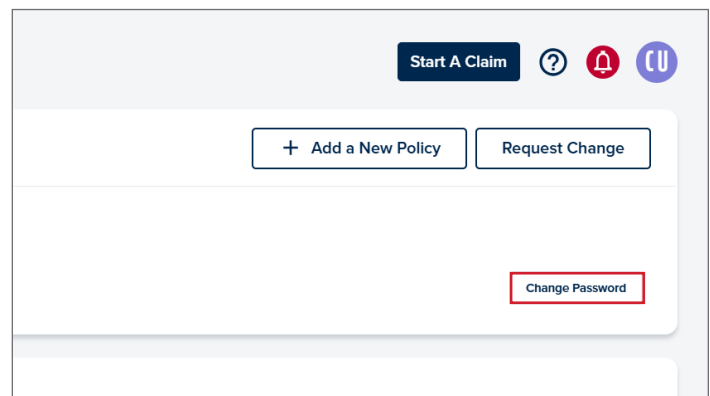 Start A Claim
CU
+ Add a New Policy
Request Change
Change Password